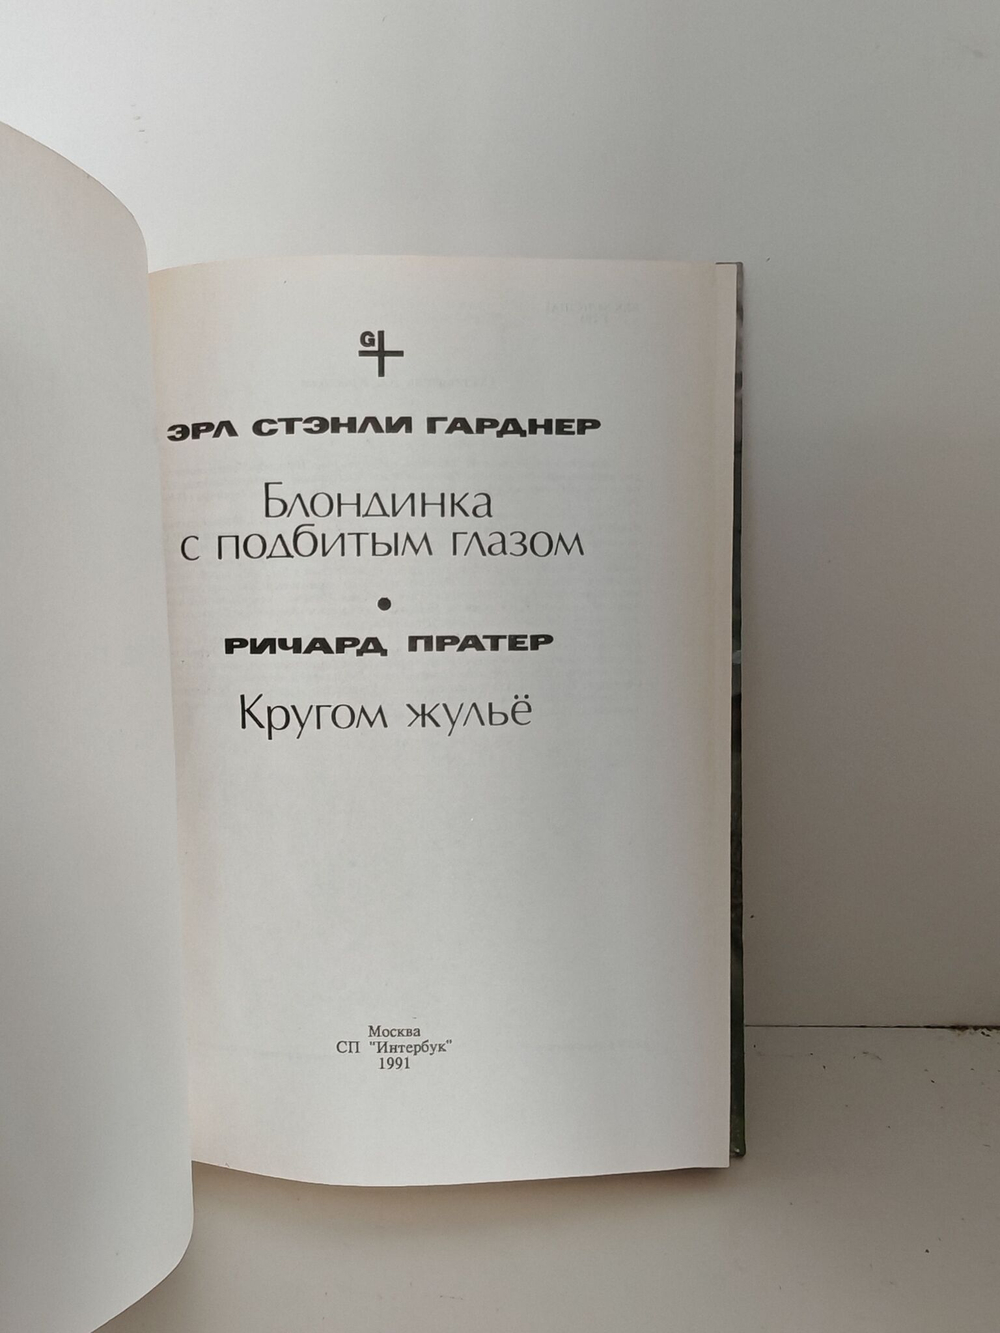 G
ЭРЛ СТЭНЛИ ГАРДНЕР
Блондинка
с подбитым глазом
•
РИЧАРД ПРАТЕР
Кругом жульё
Москва
СП "Интербук"
1991